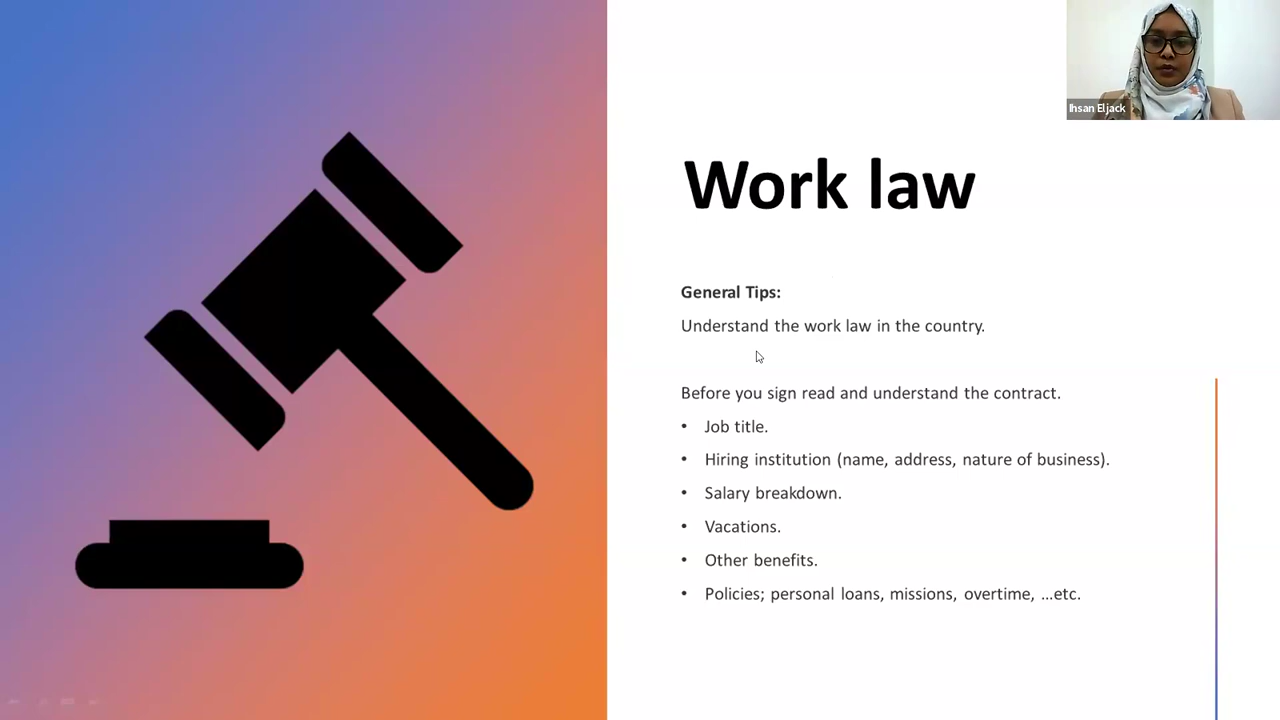 Ihsan Eljack
Work law
General Tips:
Understand the work law in the country.
Before you sign read and understand the contract.
• Job title.
• Hiring institution (name, address, nature of business).
• Salary breakdown.
• Vacations.
• Other benefits.
• Policies; personal loans, missions, overtime, ...etc.